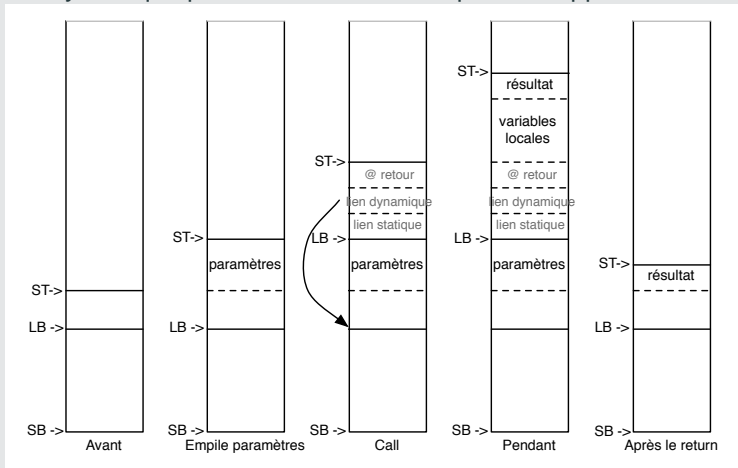 ST->
LB ->
SB ->
Avant
ST->
paramètres
LB ->
SB ->
Empile paramètres
ST->
@ retour
lien dynamique
lien statique
LB ->
paramètres
SB ->
Call
ST->
résultat
variables
locales
@ retour
lien dynamique
lien statique
LB ->
paramètres
SB ->
Pendant
ST->
résultat
LB ->
SB ->
Après le return